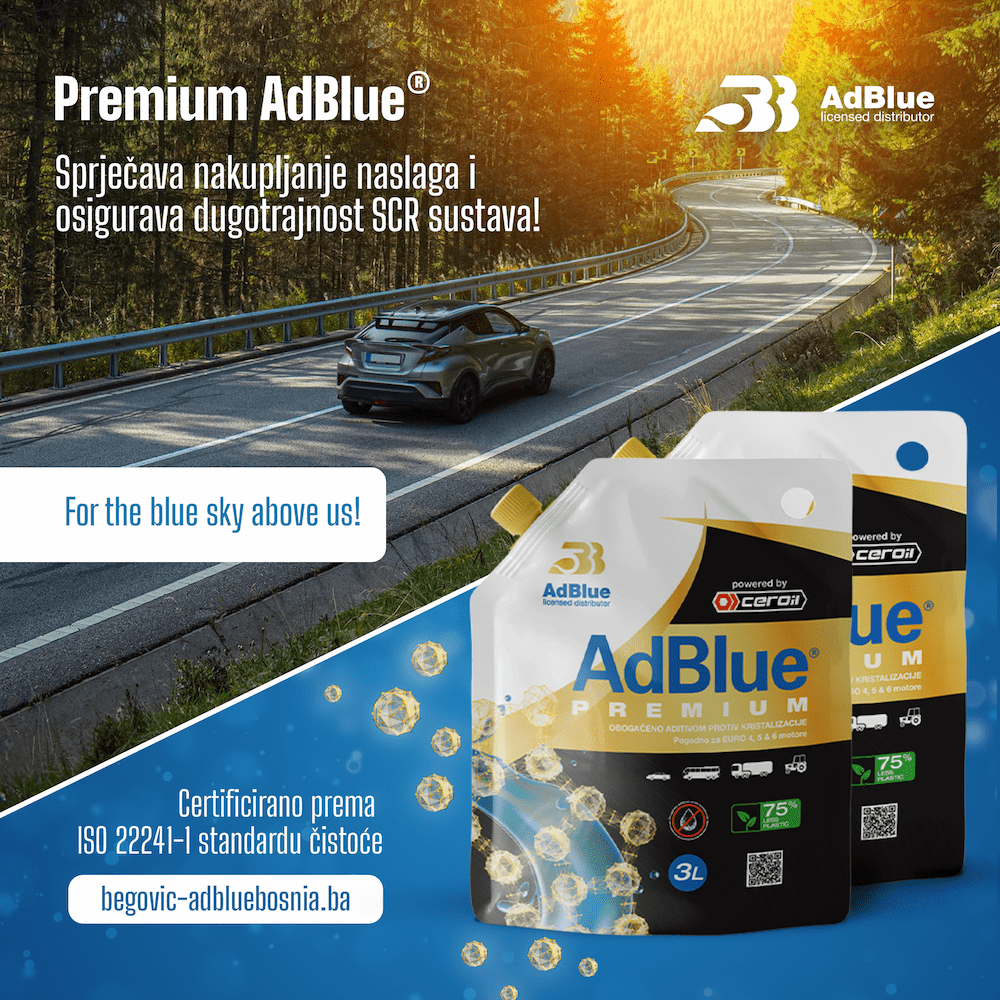 Premium AdBlue®
AdBlue
licensed distributor
Sprječava nakupljanje naslaga i
osigurava dugotrajnost SCR sustava!
For the blue sky above us!
AdBlue
licensed distributor
powered by
ceroil
AdBlue®
PREMIUM
OBOGAĆENO ADITIVOM PROTIV KRISTALIZACIJE
Pogodno za EURO 4, 5 & 6 motore
75%
LESS
PLASTIC
3L
powered by
ceroil
ue®
UM
KRISTALIZACIJE
RO 4, 5 & 6 motore
75%
LESS
PLASTIC
Certificirano prema
ISO 22241-1 standardu čistoće
begovic-adbluebosnia.ba